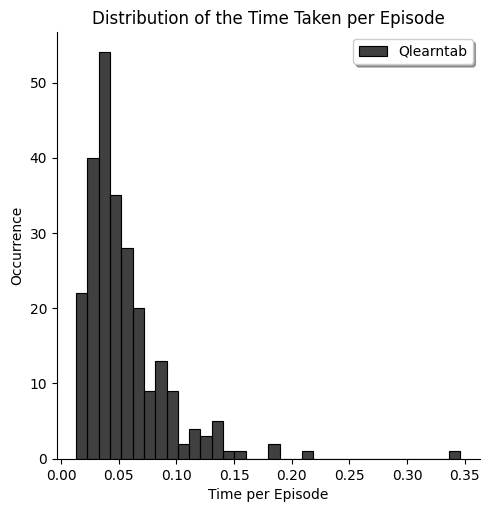 Distribution of the Time Taken per Episode
Qlearntab
Occurrence
50
40
30
20
10
0
0.00 0.05 0.10 0.15 0.20 0.25 0.30 0.35
Time per Episode